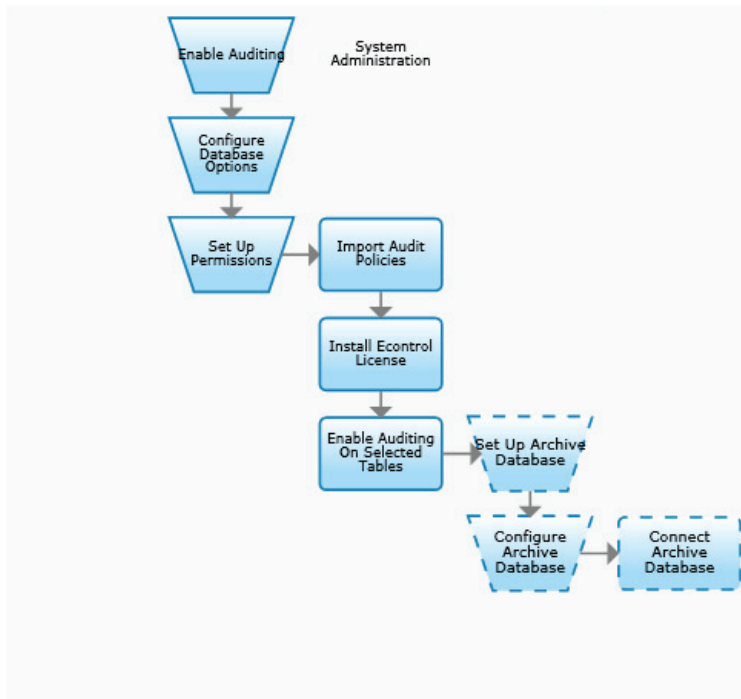 Enable Auditing
System
Administration
Configure
Database
Options
Set Up
Permissions
Import Audit
Policies
Install Econtrol
License
Enable Auditing
On Selected
Tables
Set Up Archive
Database
Configure
Archive
Database
Connect
Archive
Database